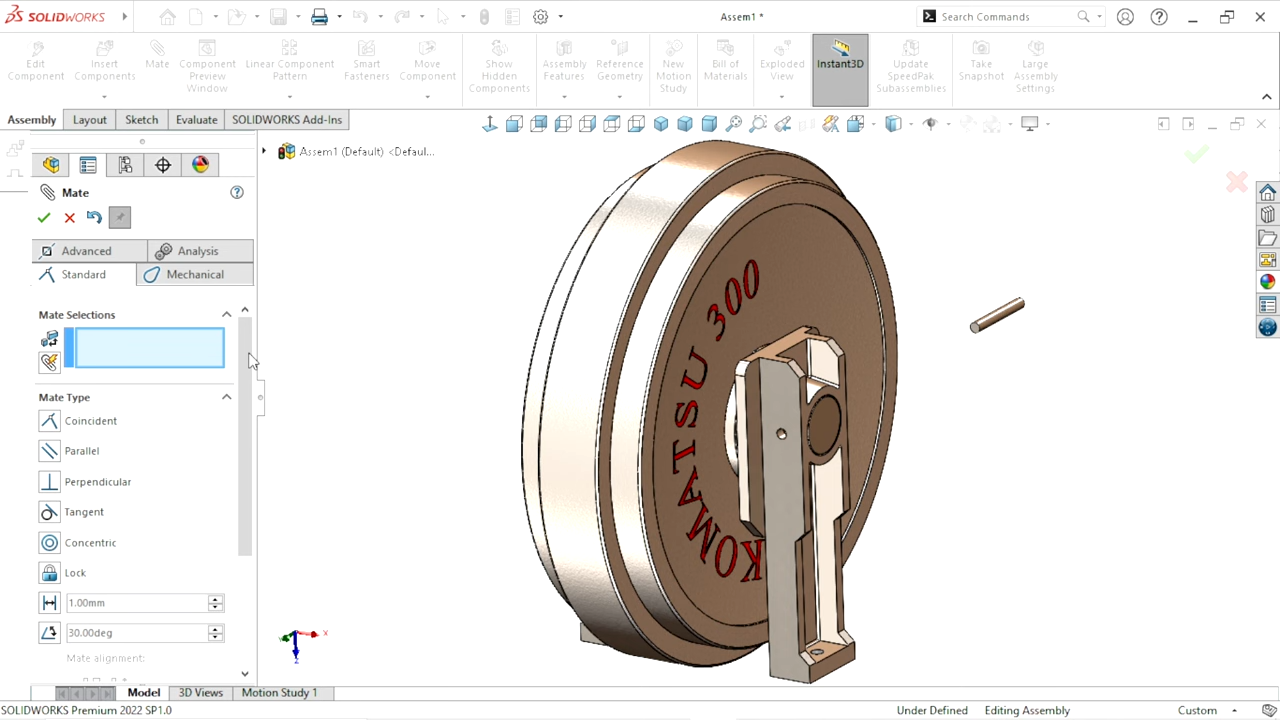 SOLIDWORKS
Assem1 *
Search Commands
Edit Component
Insert Components
Mate
Component Preview Window
Linear Component Pattern
Smart Fasteners
Move Component
Show Hidden Components
Assembly Features
Reference Geometry
New Motion Study
Bill of Materials
Exploded View
Instant3D
Update SpeedPak Subassemblies
Take Snapshot
Large Assembly Settings
Assembly
Layout
Sketch
Evaluate
SOLIDWORKS Add-Ins
Assem1 (Default) <Defaul...
Mate
Advanced
Analysis
Standard
Mechanical
Mate Selections
Mate Type
Coincident
Parallel
Perpendicular
Tangent
Concentric
Lock
1.00mm
30.00deg
Mate alignment:
KOMATSU 300
X
Z
Model
3D Views
Motion Study 1
SOLIDWORKS Premium 2022 SP1.0
Under Defined
Editing Assembly
Custom